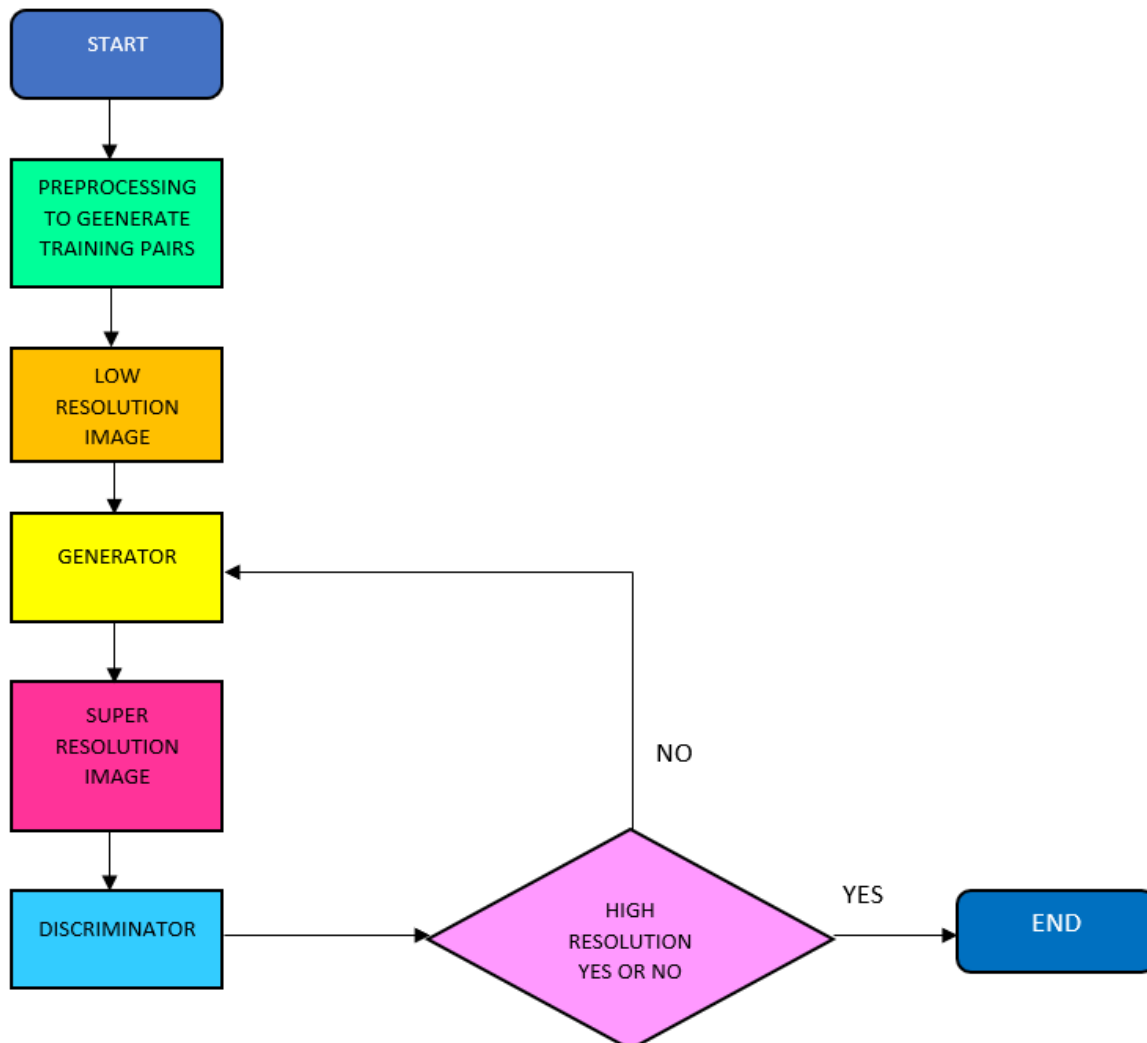 START
PREPROCESSING
TO GEENERATE
TRAINING PAIRS
LOW
RESOLUTION
IMAGE
GENERATOR
SUPER
RESOLUTION
IMAGE
NO
DISCRIMINATOR
HIGH
RESOLUTION
YES OR NO
YES
END